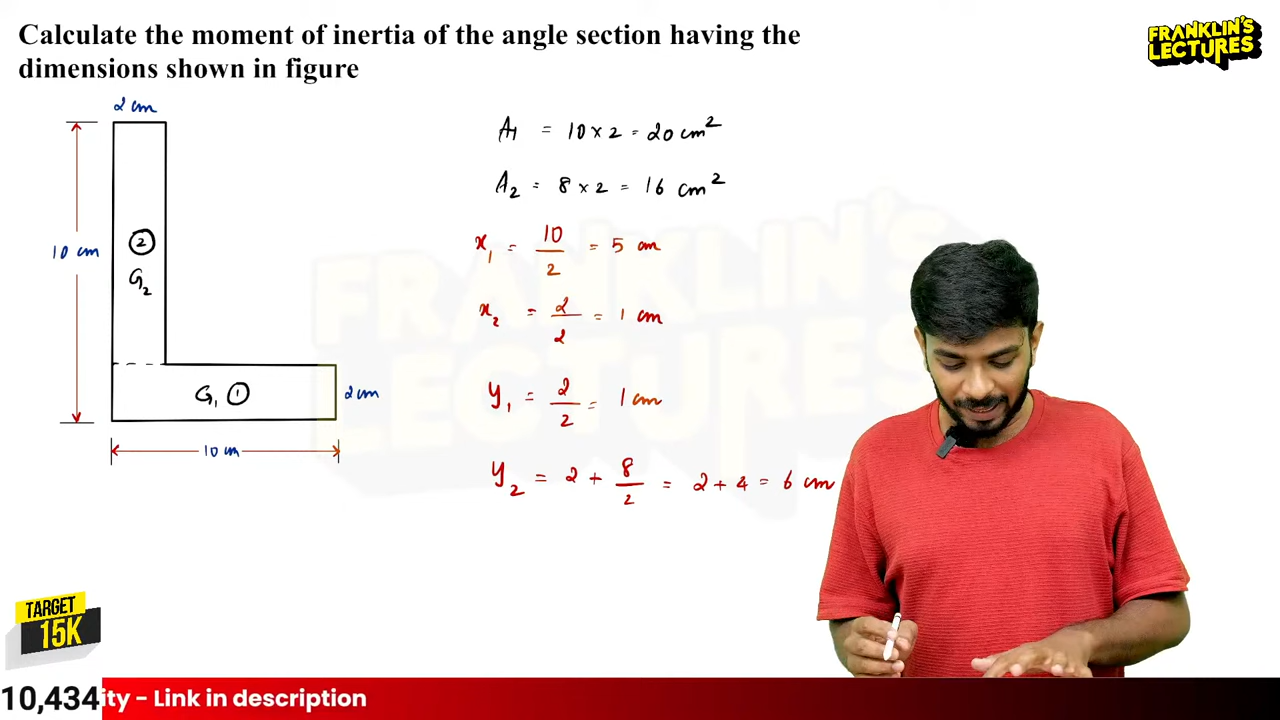 Calculate the moment of inertia of the angle section having the
dimensions shown in figure
FRANKLIN'S
LECTURES
2 cm
10 cm
2
G2
G1 1
2 cm
10 cm
A1 = 10 × 2 = 20 cm²
A2 = 8 × 2 = 16 cm²
x1 = 10/2 = 5 cm
x2 = 2/2 = 1 cm
y1 = 2/2 = 1 cm
y2 = 2 + 8/2 = 2 + 4 = 6 cm
FRANKLIN'S
LECTURES
TARGET
15K
10,434
ity - Link in description